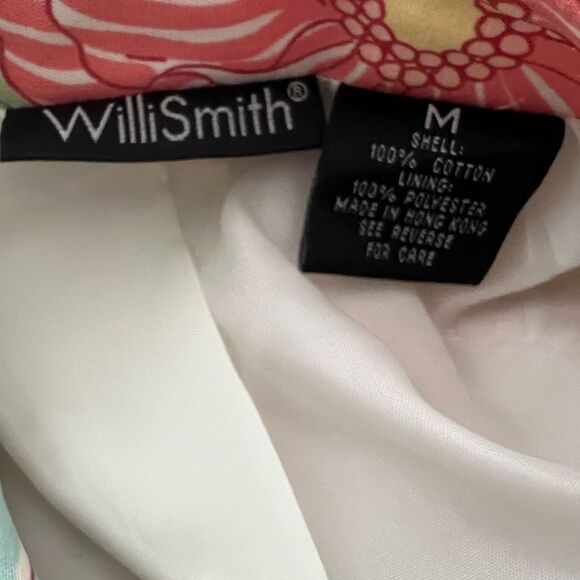 WilliSmith®
M
SHELL:
100% COTTON
LINING:
100% POLYESTER
MADE IN HONG KONG
SEE REVERSE
FOR CARE